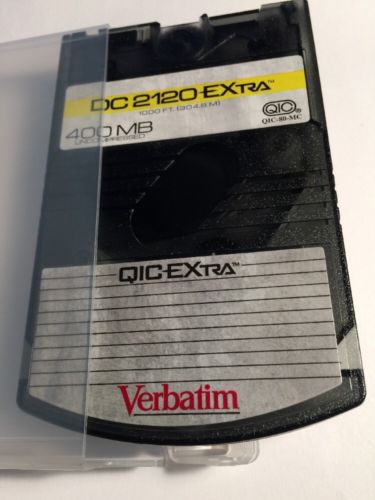 DC 2120-EXTRA™
1000 FT. (304.8 M)
400 MB
UNCOMPRESSED
QIC®
QIC-80-MC
QIC-EXTRA™
Verbatim